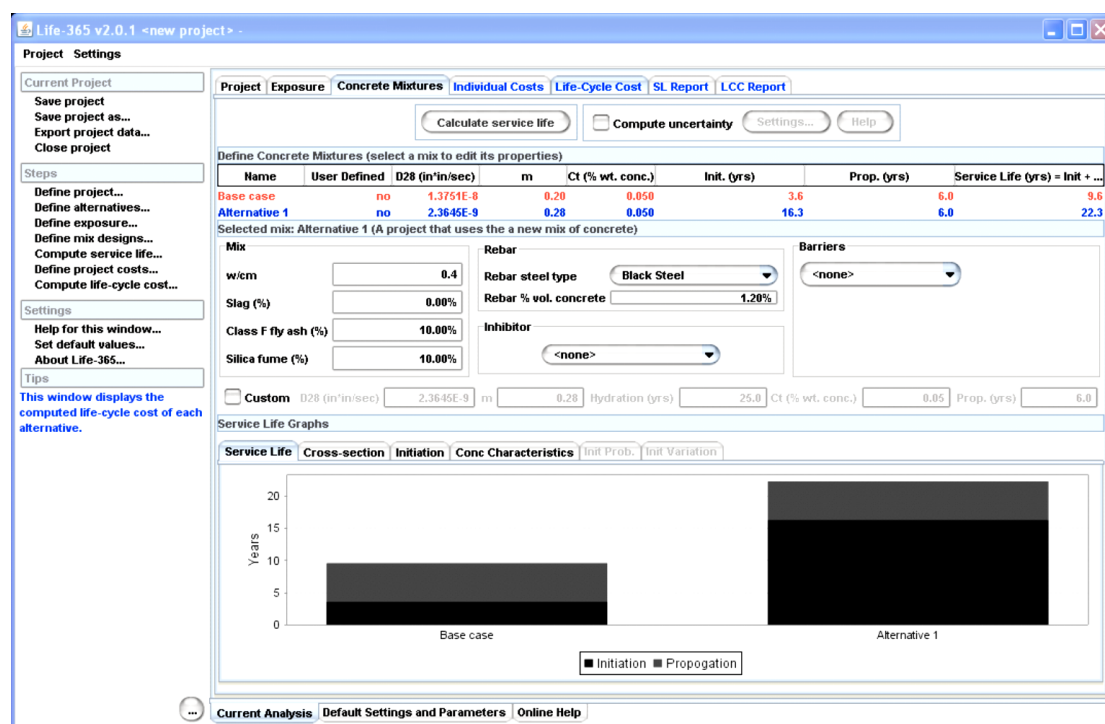 Life-365 v2.0.1 <new project> -
Project Settings
Current Project
Save project
Save project as...
Export project data...
Close project
Steps
Define project...
Define alternatives...
Define exposure...
Define mix designs...
Compute service life...
Define project costs...
Compute life-cycle cost...
Settings
Help for this window...
Set default values...
About Life-365...
Tips
This window displays the
computed life-cycle cost of each
alternative.
...
Project Exposure Concrete Mixtures Individual Costs Life-Cycle Cost SL Report LCC Report
Calculate service life Compute uncertainty Settings... Help
Define Concrete Mixtures (select a mix to edit its properties)
Name User Defined D28 (in*in/sec) m Ct (% wt. conc.) Init. (yrs) Prop. (yrs) Service Life (yrs) = Init + ...
Base case no 1.3751E-8 0.20 0.050 3.6 6.0 9.6
Alternative 1 no 2.3645E-9 0.28 0.050 16.3 6.0 22.3
Selected mix: Alternative 1 (A project that uses the a new mix of concrete)
Mix
w/cm 0.4
Slag (%) 0.00%
Class F fly ash (%) 10.00%
Silica fume (%) 10.00%
Rebar
Rebar steel type Black Steel
Rebar % vol. concrete 1.20%
Inhibitor
<none>
Barriers
<none>
Custom D28 (in*in/sec) 2.3645E-9 m 0.28 Hydration (yrs) 25.0 Ct (% wt. conc.) 0.05 Prop. (yrs) 6.0
Service Life Graphs
Service Life Cross-section Initiation Conc Characteristics Init Prob. Init Variation
Years
20
15
10
5
0
Base case Alternative 1
Initiation Propogation
Current Analysis Default Settings and Parameters Online Help